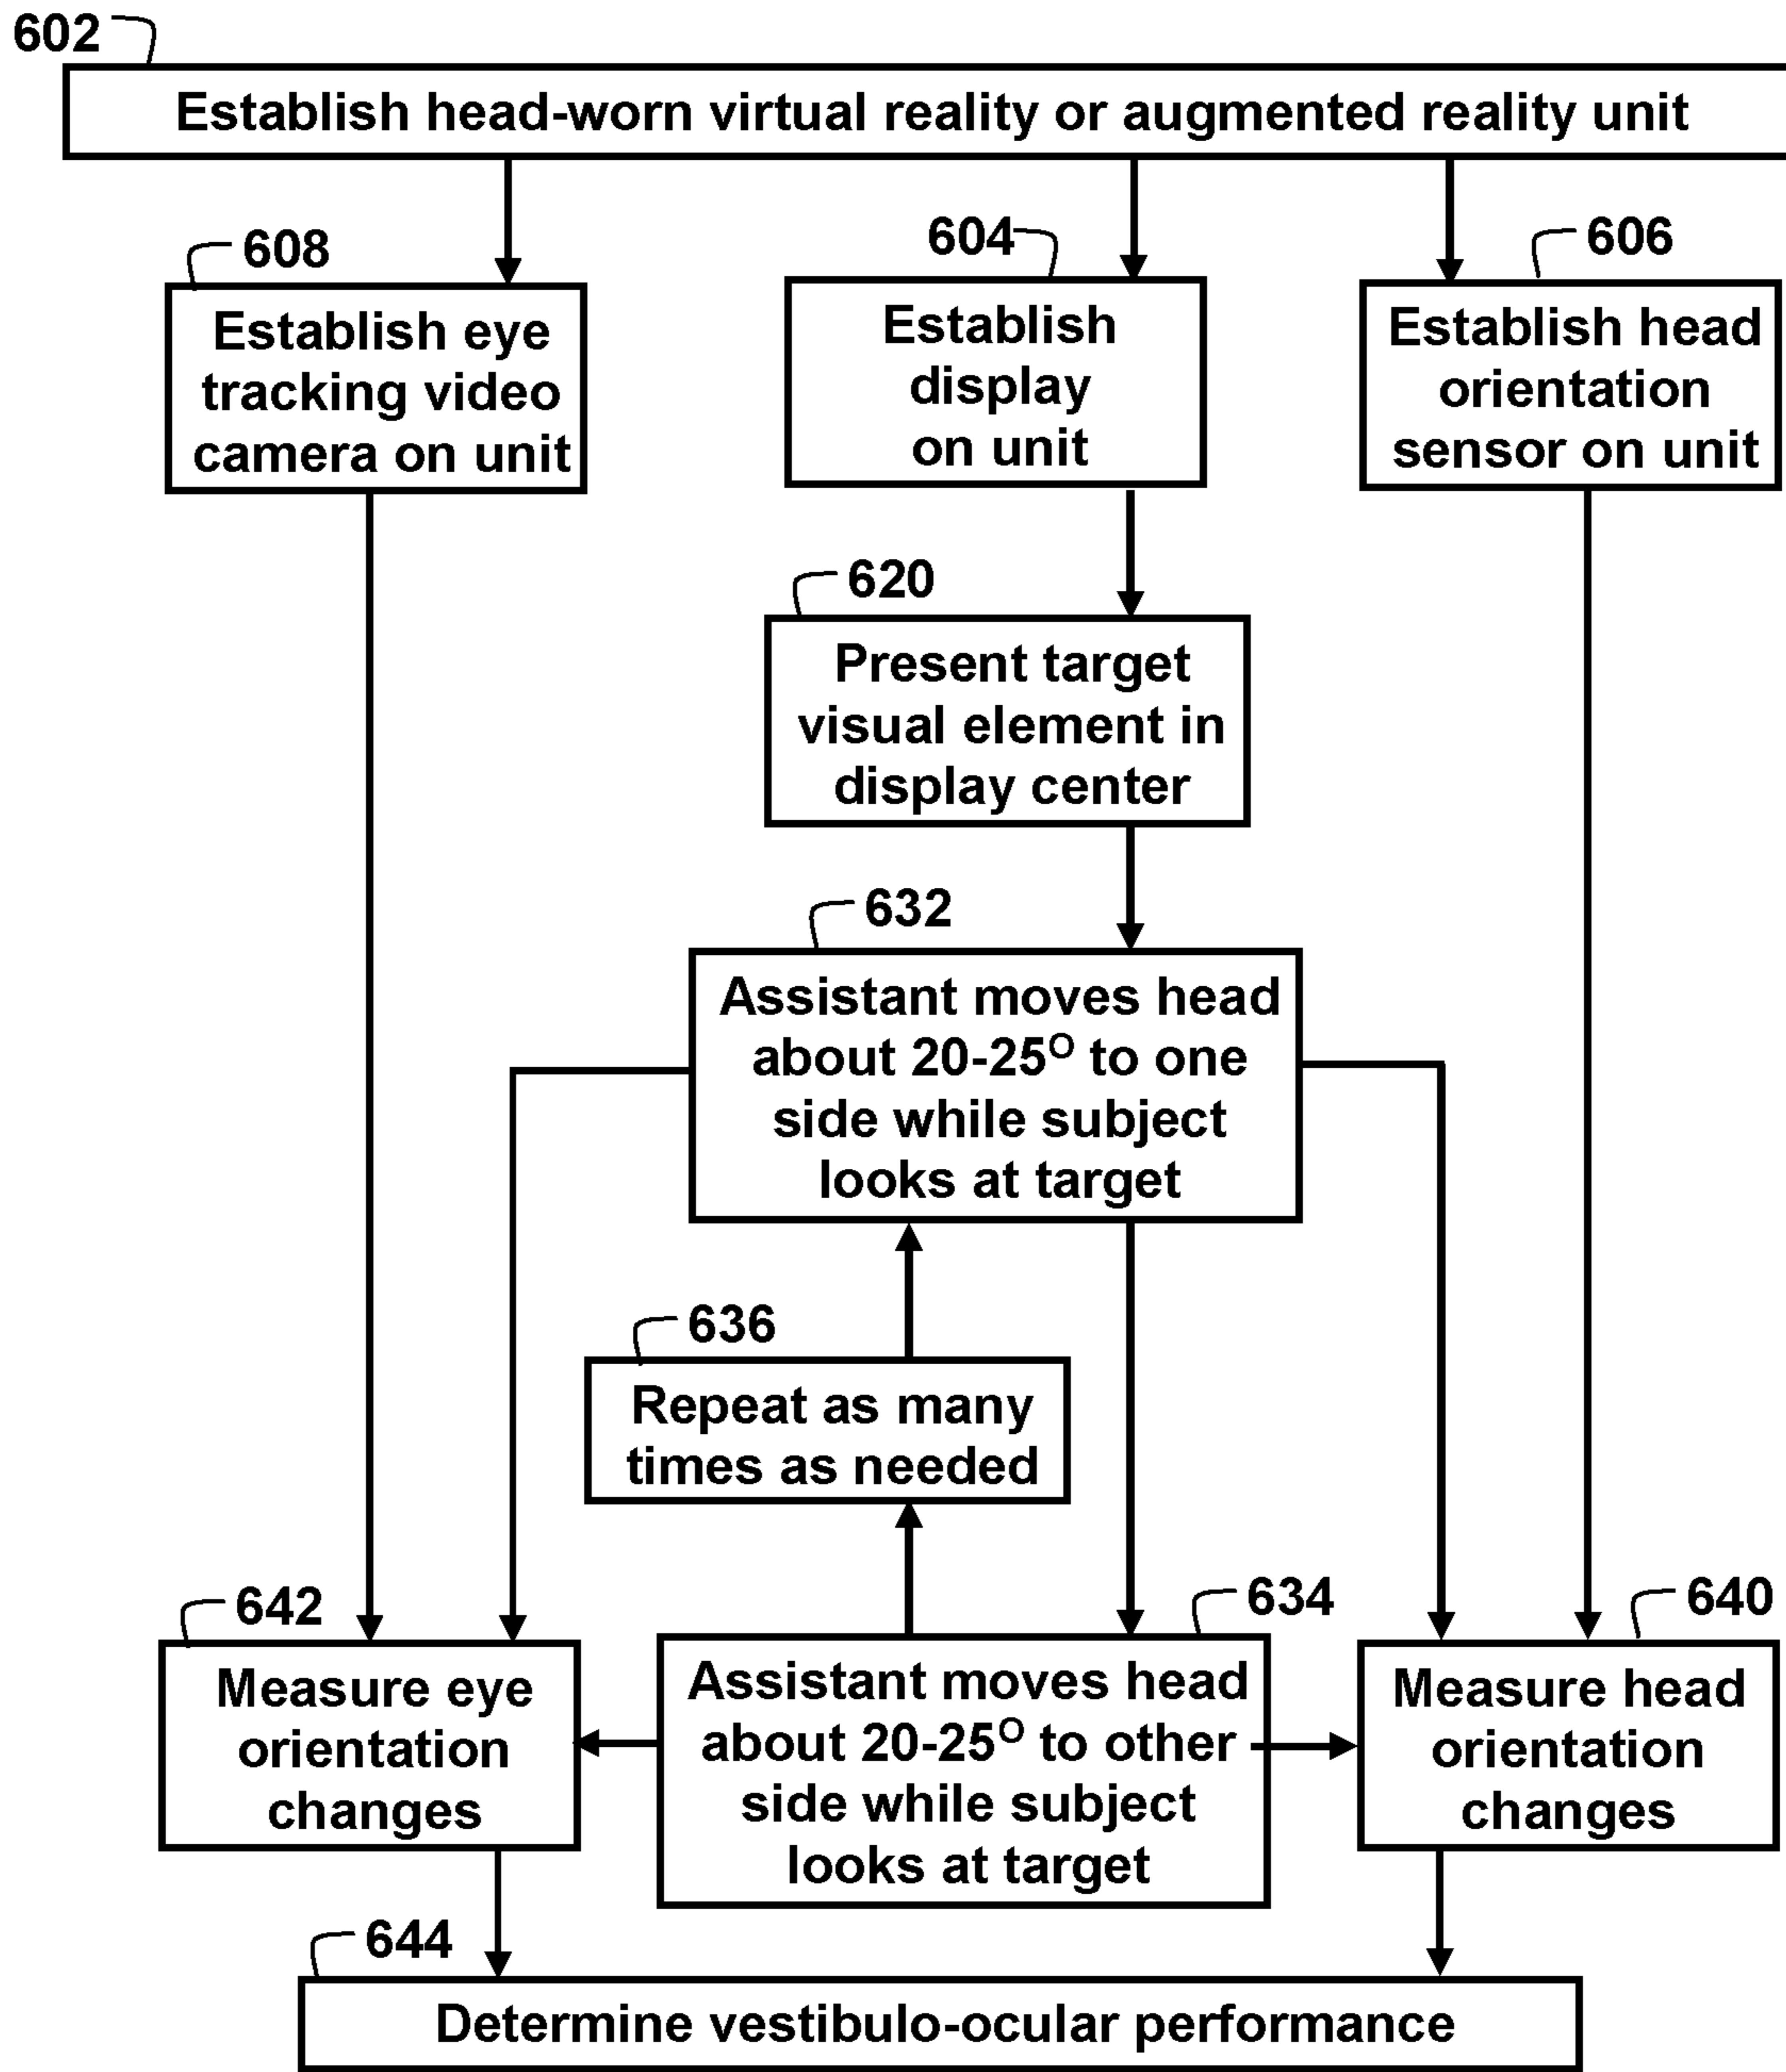 602
Establish head-worn virtual reality or augmented reality unit
608
Establish eye
tracking video
camera on unit
604
Establish
display
on unit
606
Establish head
orientation
sensor on unit
620
Present target
visual element in
display center
632
Assistant moves head
about 20-25º to one
side while subject
looks at target
636
Repeat as many
times as needed
642
Measure eye
orientation
changes
634
Assistant moves head
about 20-25º to other
side while subject
looks at target
640
Measure head
orientation
changes
644
Determine vestibulo-ocular performance